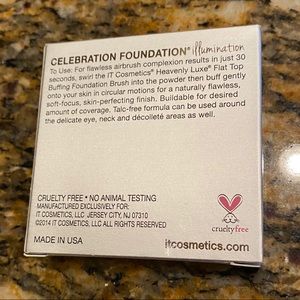 CELEBRATION FOUNDATION® illumination
To Use: For flawless airbrush complexion results in just 30
seconds, swirl the IT Cosmetics® Heavenly Luxe® Flat Top
Buffing Foundation Brush into the powder then buff gently
onto your skin in circular motions for a naturally flawless,
soft-focus, skin-perfecting finish. Buildable for desired
amount of coverage. Talc-free formula can be used around
the delicate eye, neck and décolleté areas as well.
CRUELTY FREE • NO ANIMAL TESTING
MANUFACTURED EXCLUSIVELY FOR:
IT COSMETICS, LLC JERSEY CITY, NJ 07310
©2014 IT COSMETICS, LLC ALL RIGHTS RESERVED
crueltyfree
MADE IN USA
itcosmetics.com